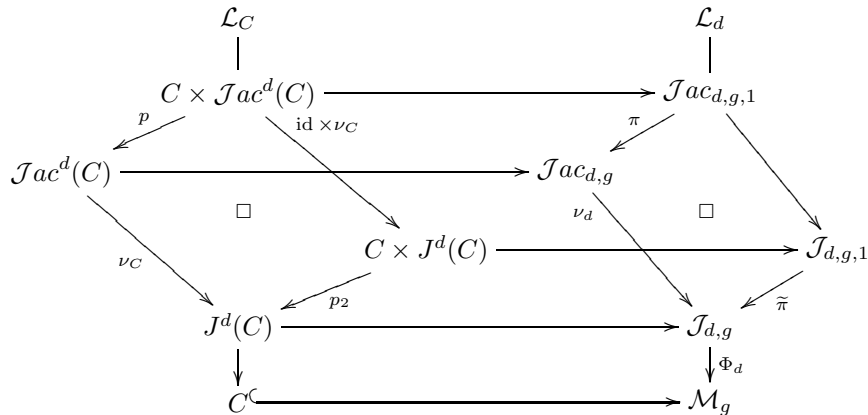 ℒ_C ℒ_d
C × 𝒥ac^d(C) 𝒥ac_{d,g,1}
p id ×ν_C π
𝒥ac^d(C) 𝒥ac_{d,g}
□ ν_d □
ν_C C × J^d(C) 𝒥_{d,g,1}
p_2 π̃
J^d(C) 𝒥_{d,g}
Φ_d
C ℳ_g